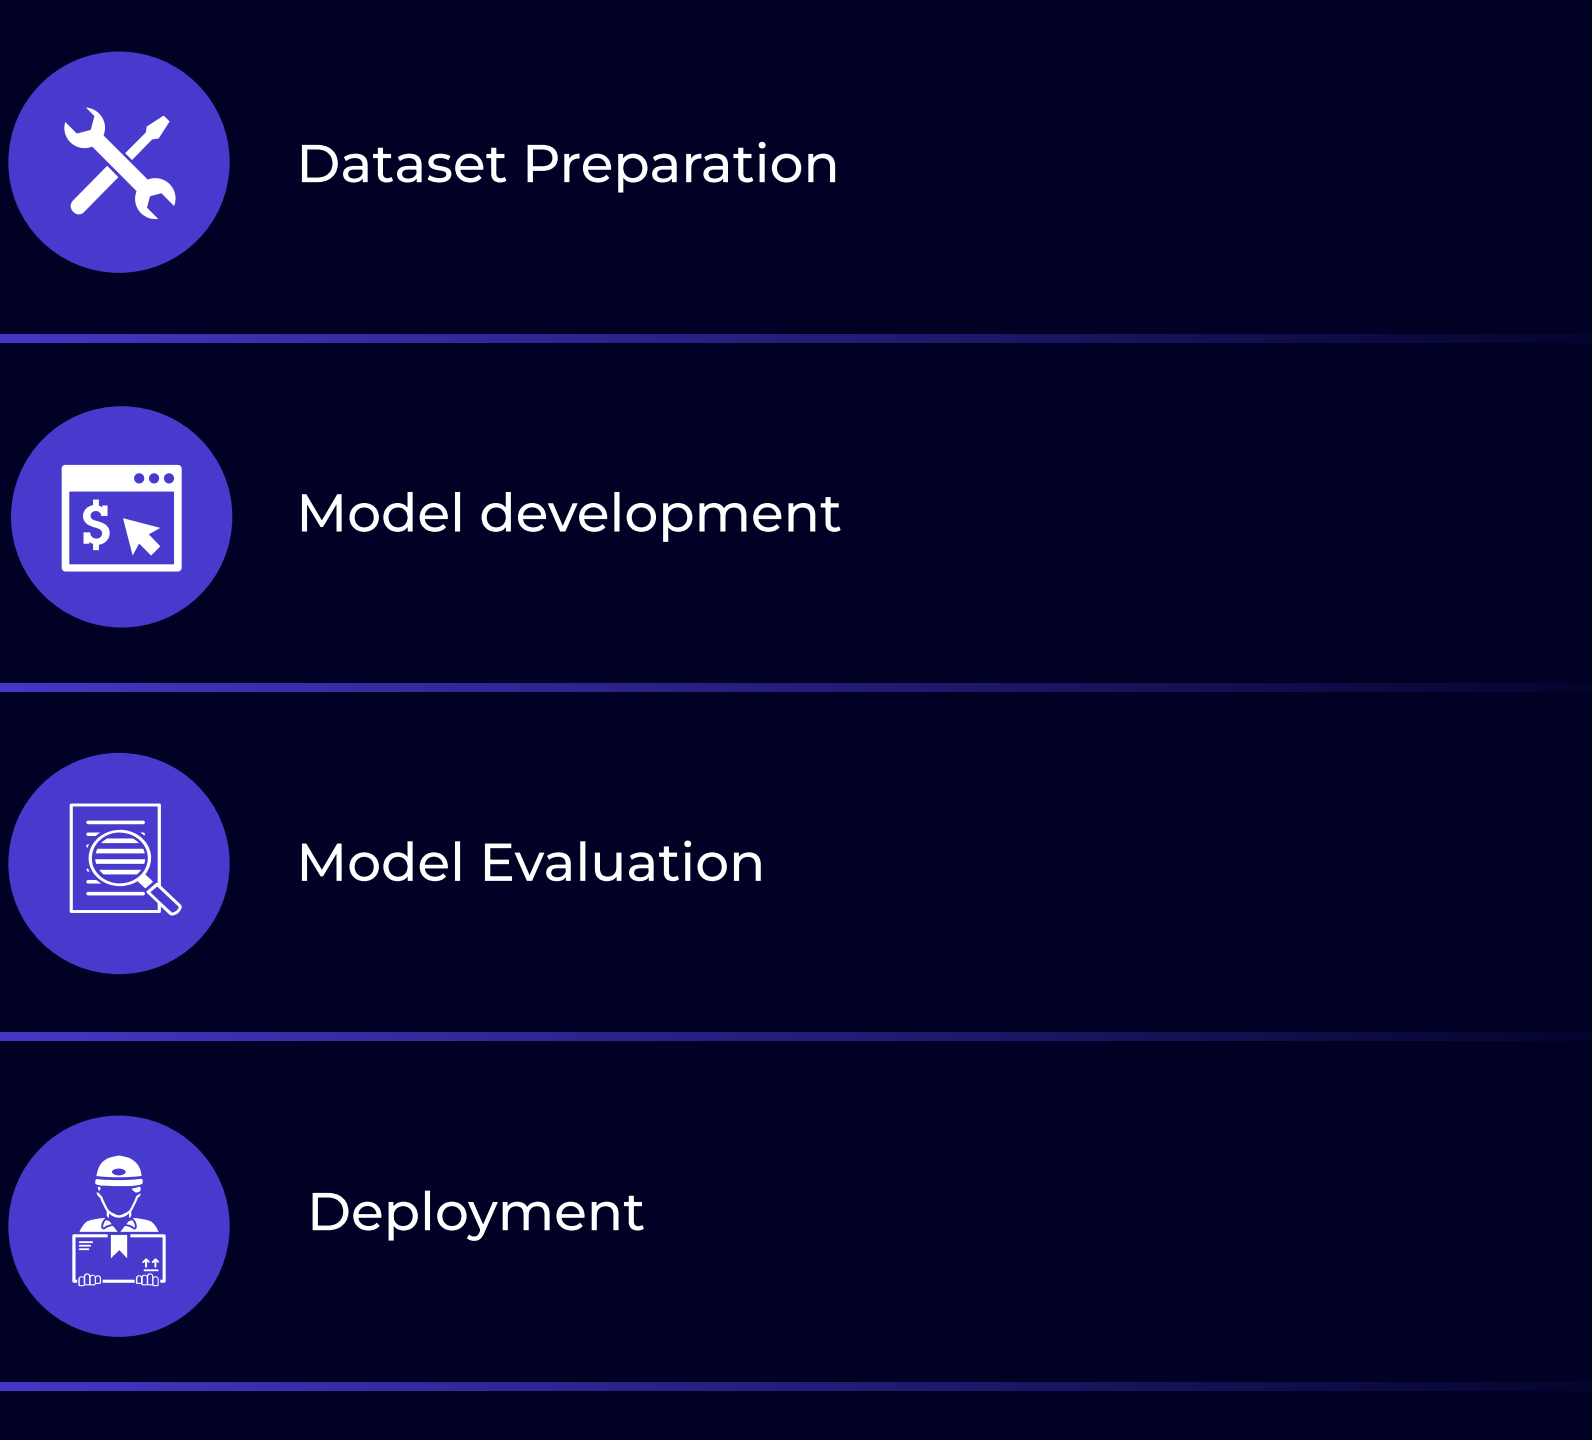 Dataset Preparation
$
Model development
Model Evaluation
Deployment